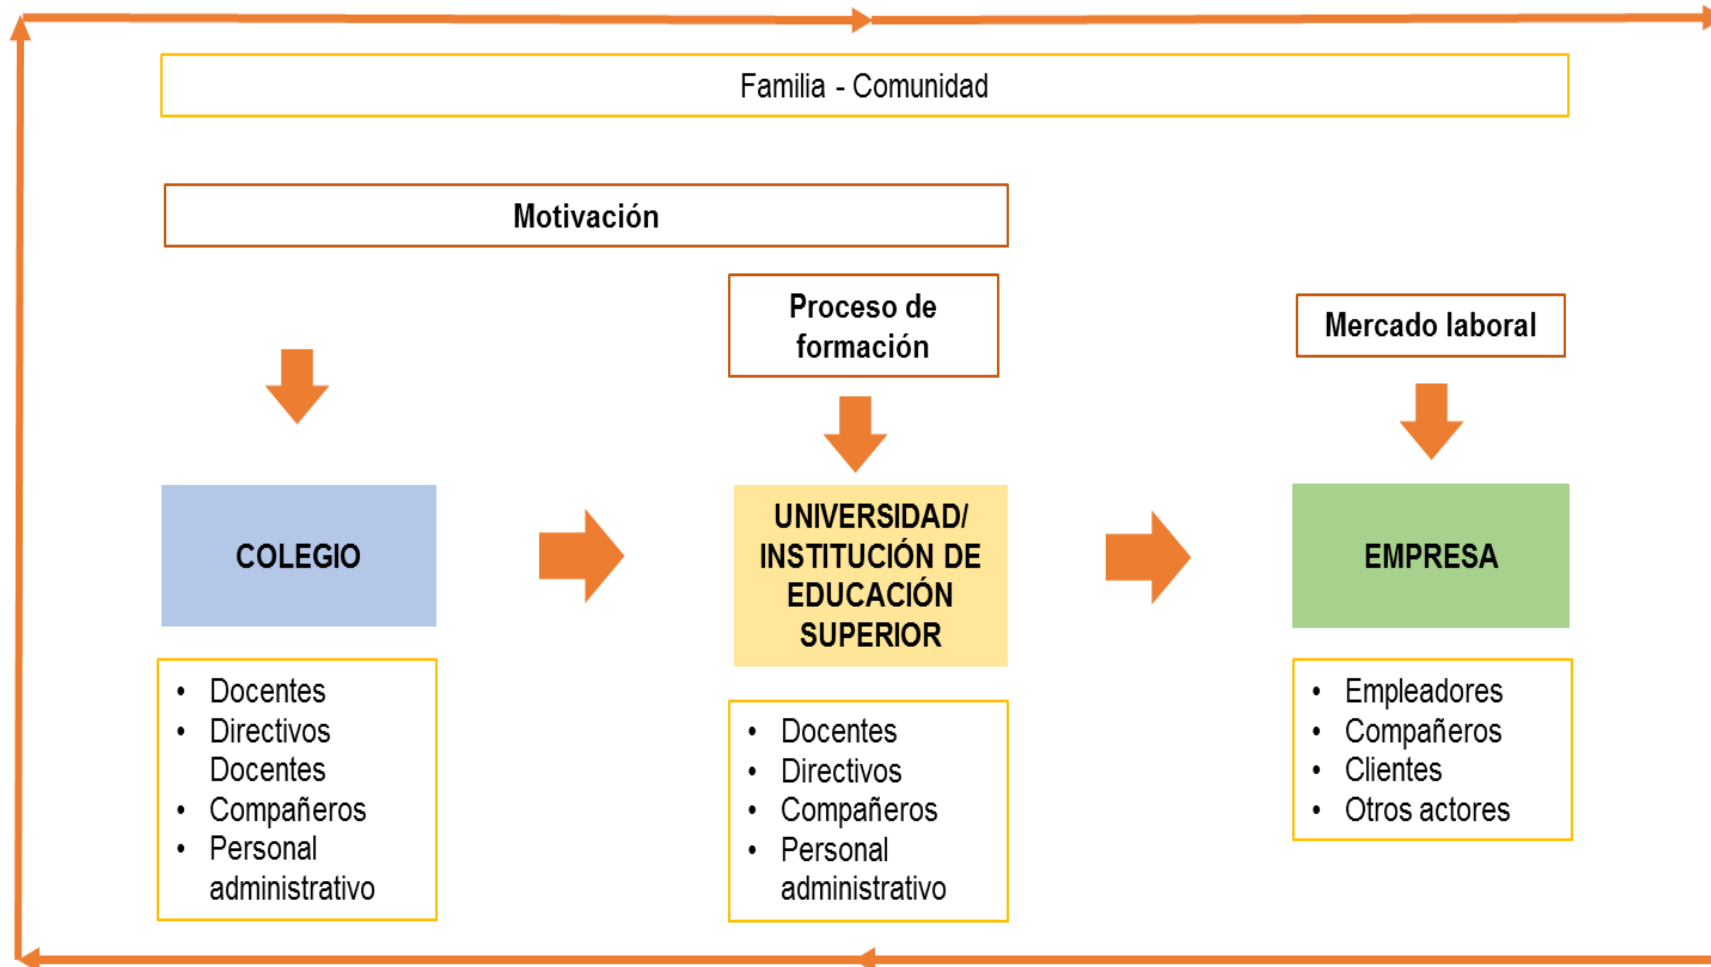 Familia - Comunidad
Motivación
Proceso de
formación
Mercado laboral
COLEGIO
UNIVERSIDAD/
INSTITUCIÓN DE
EDUCACIÓN
SUPERIOR
EMPRESA
• Docentes
• Directivos
Docentes
• Compañeros
• Personal
administrativo
• Docentes
• Directivos
• Compañeros
• Personal
administrativo
• Empleadores
• Compañeros
• Clientes
• Otros actores